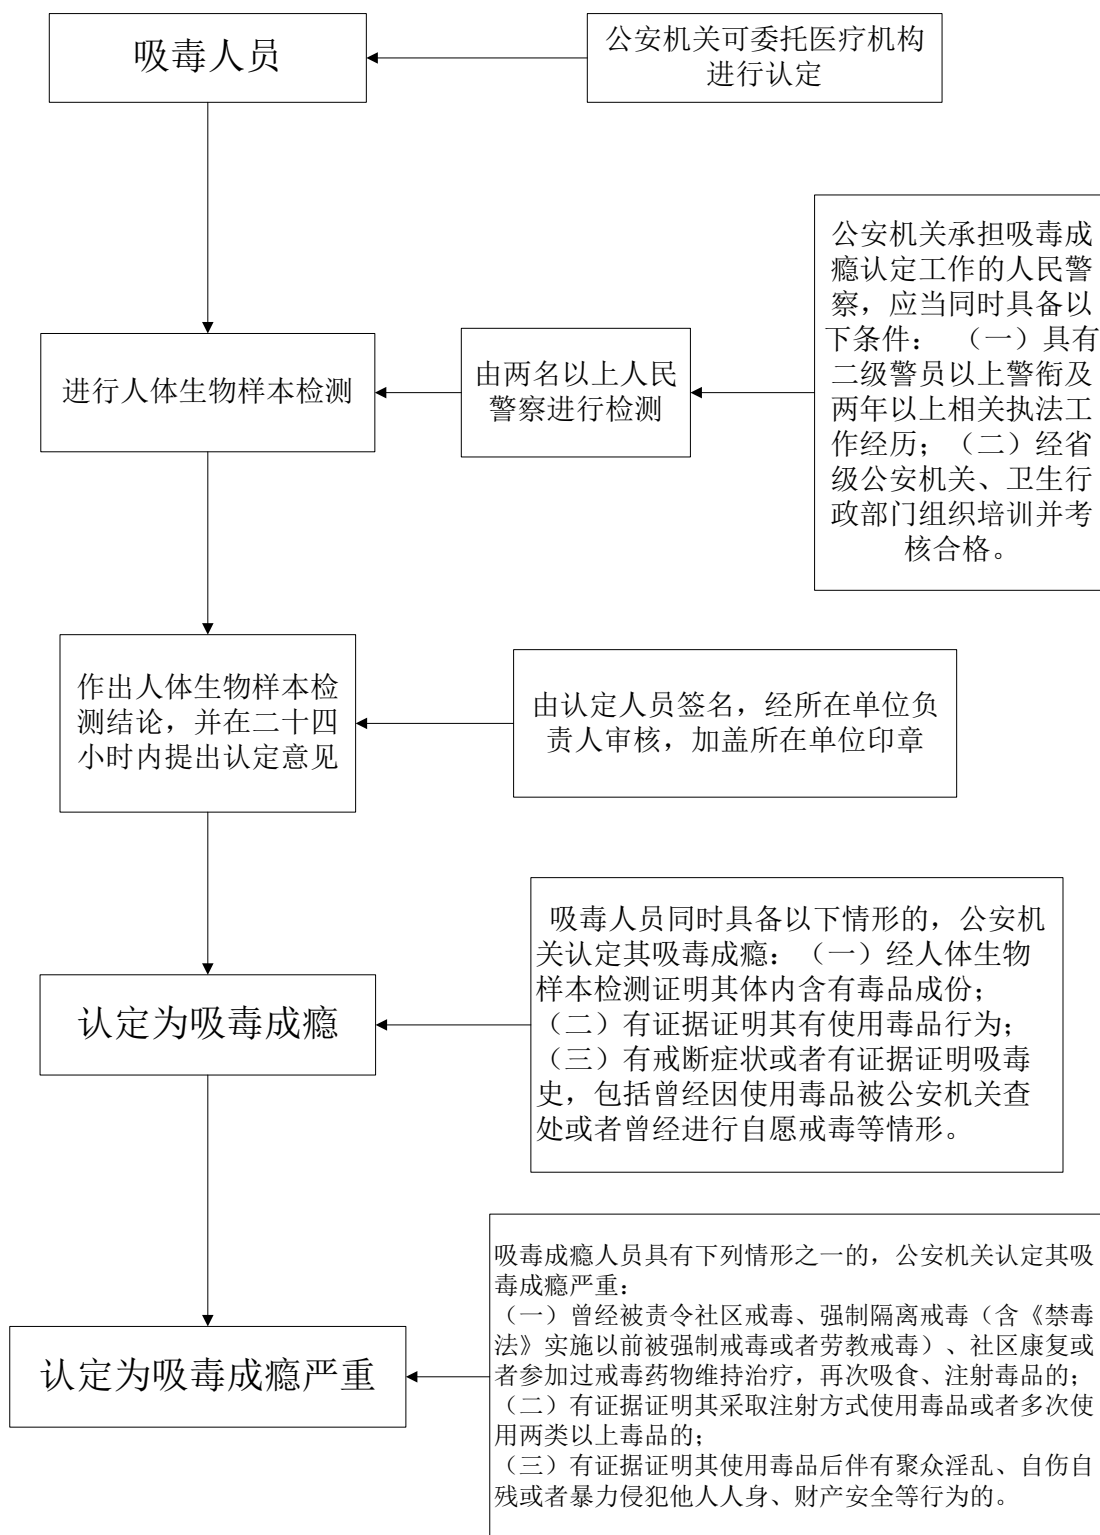 吸毒人员
公安机关可委托医疗机构
进行认定
公安机关承担吸毒成
瘾认定工作的人民警
察，应当同时具备以
下条件： （一）具有
二级警员以上警衔及
两年以上相关执法工
作经历；（二）经省
级公安机关、卫生行
政部门组织培训并考
核合格。
进行人体生物样本检测
由两名以上人民
警察进行检测
作出人体生物样本检
测结论，并在二十四
小时内提出认定意见
由认定人员签名，经所在单位负
责人审核，加盖所在单位印章
吸毒人员同时具备以下情形的，公安机
关认定其吸毒成瘾：（一）经人体生物
样本检测证明其体内含有毒品成份；
（二）有证据证明其有使用毒品行为；
（三）有戒断症状或者有证据证明吸毒
史，包括曾经因使用毒品被公安机关查
处或者曾经进行自愿戒毒等情形。
认定为吸毒成瘾
吸毒成瘾人员具有下列情形之一的，公安机关认定其吸
毒成瘾严重：
（一）曾经被责令社区戒毒、强制隔离戒毒（含《禁毒
法》实施以前被强制戒毒或者劳教戒毒）、社区康复或
者参加过戒毒药物维持治疗，再次吸食、注射毒品的；
（二）有证据证明其采取注射方式使用毒品或者多次使
用两类以上毒品的；
（三）有证据证明其使用毒品后伴有聚众淫乱、自伤自
残或者暴力侵犯他人人身、财产安全等行为的。
认定为吸毒成瘾严重